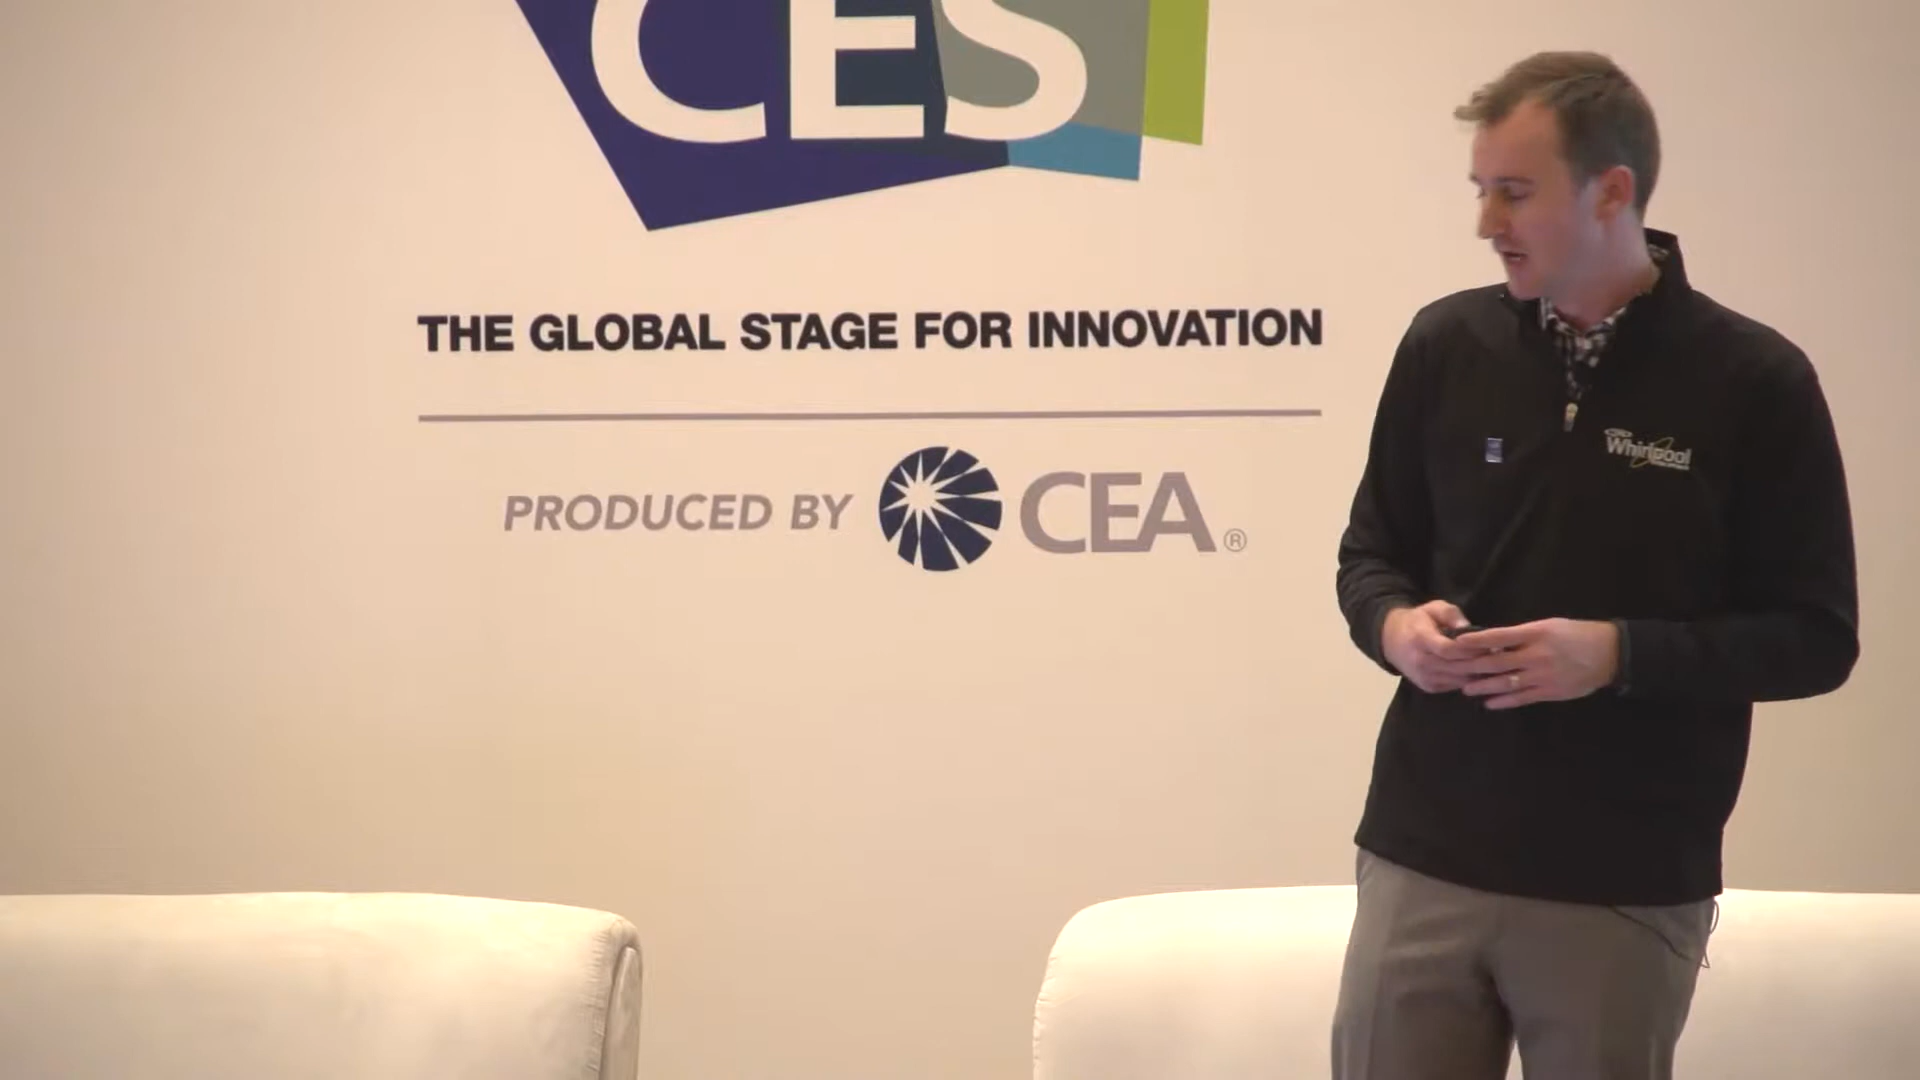 CES
THE GLOBAL STAGE FOR INNOVATION
PRODUCED BY CEA®
Whirlpool